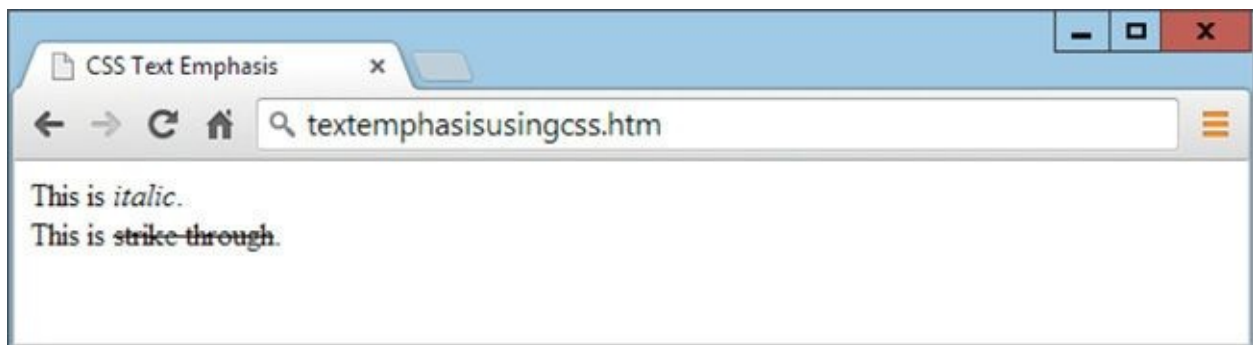 CSS Text Emphasis
textemphasisusingcss.htm
This is italic.
This is strike through.